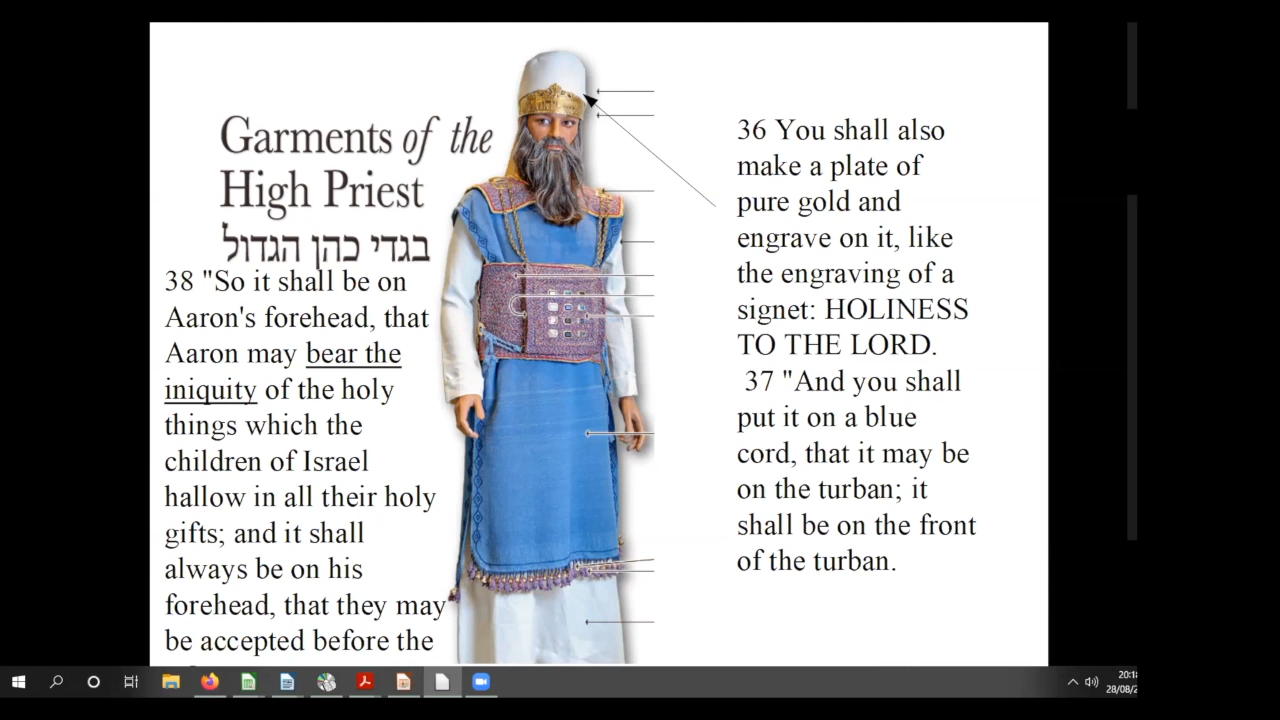 Garments of the
High Priest
בגדי כהן הגדול
38 "So it shall be on
Aaron's forehead, that
Aaron may bear the
iniquity of the holy
things which the
children of Israel
hallow in all their holy
gifts; and it shall
always be on his
forehead, that they may
be accepted before the
36 You shall also
make a plate of
pure gold and
engrave on it, like
the engraving of a
signet: HOLINESS
TO THE LORD.
37 "And you shall
put it on a blue
cord, that it may be
on the turban; it
shall be on the front
of the turban.
20:18
28/08/2